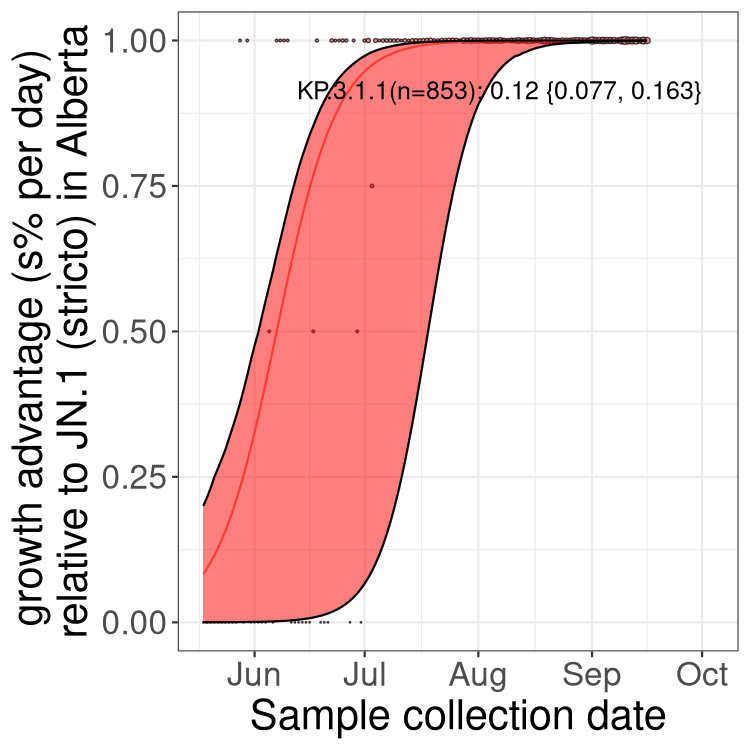 growth advantage (s% per day)
relative to JN.1 (stricto) in Alberta
1.00
0.75
0.50
0.25
0.00
KP.3.1.1(n=853): 0.12 {0.077, 0.163}
Jun Jul Aug Sep Oct
Sample collection date